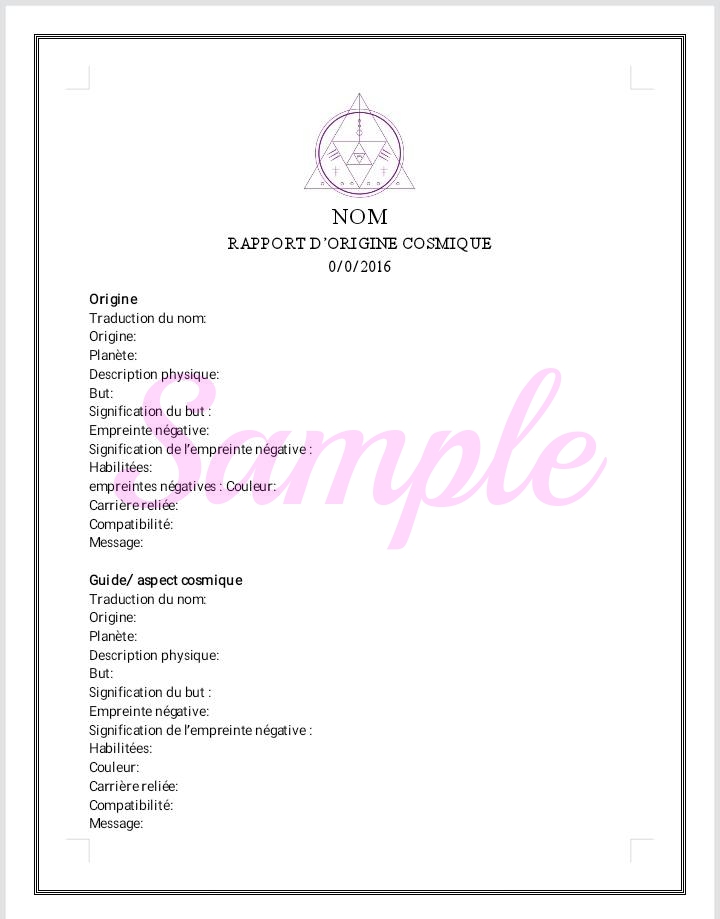 NOM
RAPPORT D'ORIGINE COSMIQUE
0/0/2016
Origine
Traduction du nom:
Origine:
Planète:
Description physique:
But:
Signification du but :
Empreinte négative:
Signification de l'empreinte négative :
Habilitées:
empreintes négatives : Couleur:
Carrière reliée:
Compatibilité:
Message:
Sample
Guide/ aspect cosmique
Traduction du nom:
Origine:
Planète:
Description physique:
But:
Signification du but :
Empreinte négative:
Signification de l'empreinte négative :
Habilitées:
Couleur:
Carrière reliée:
Compatibilité:
Message: